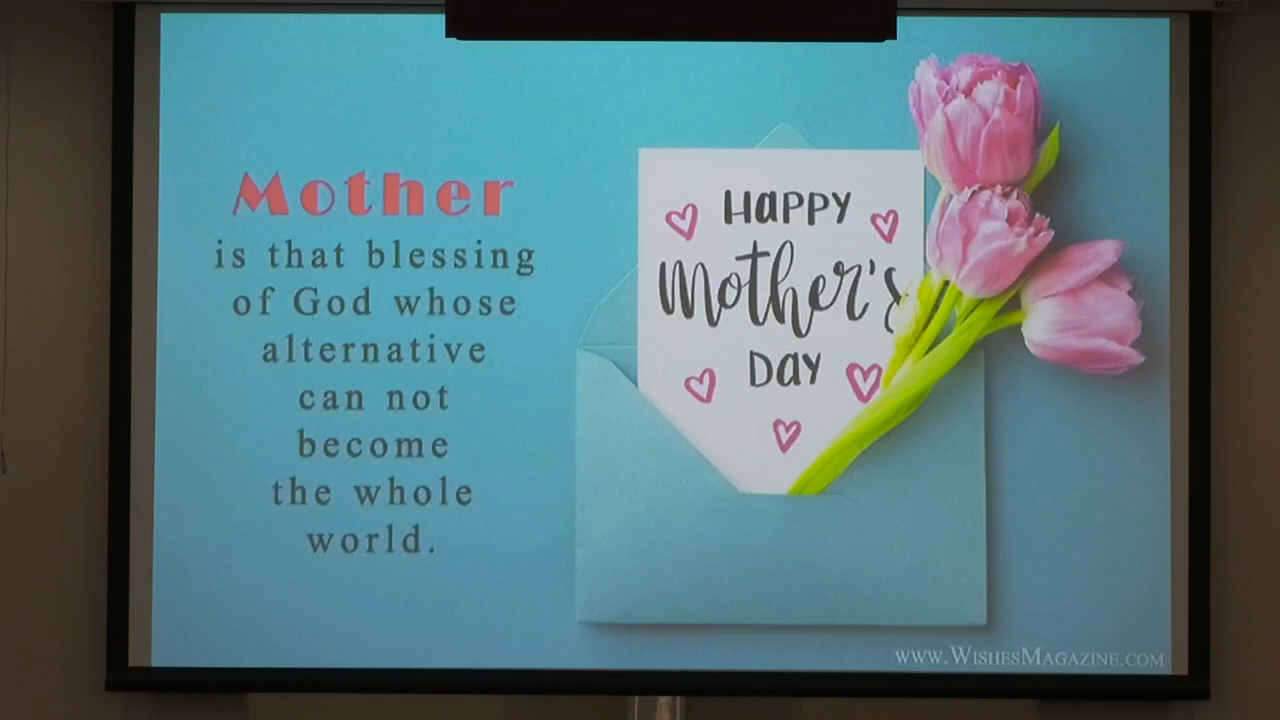 Mother
is that blessing
of God whose
alternative
can not
become
the whole
world.
HAPPY
Mother's
DAY
WWW.WISHESMAGAZINE.COM